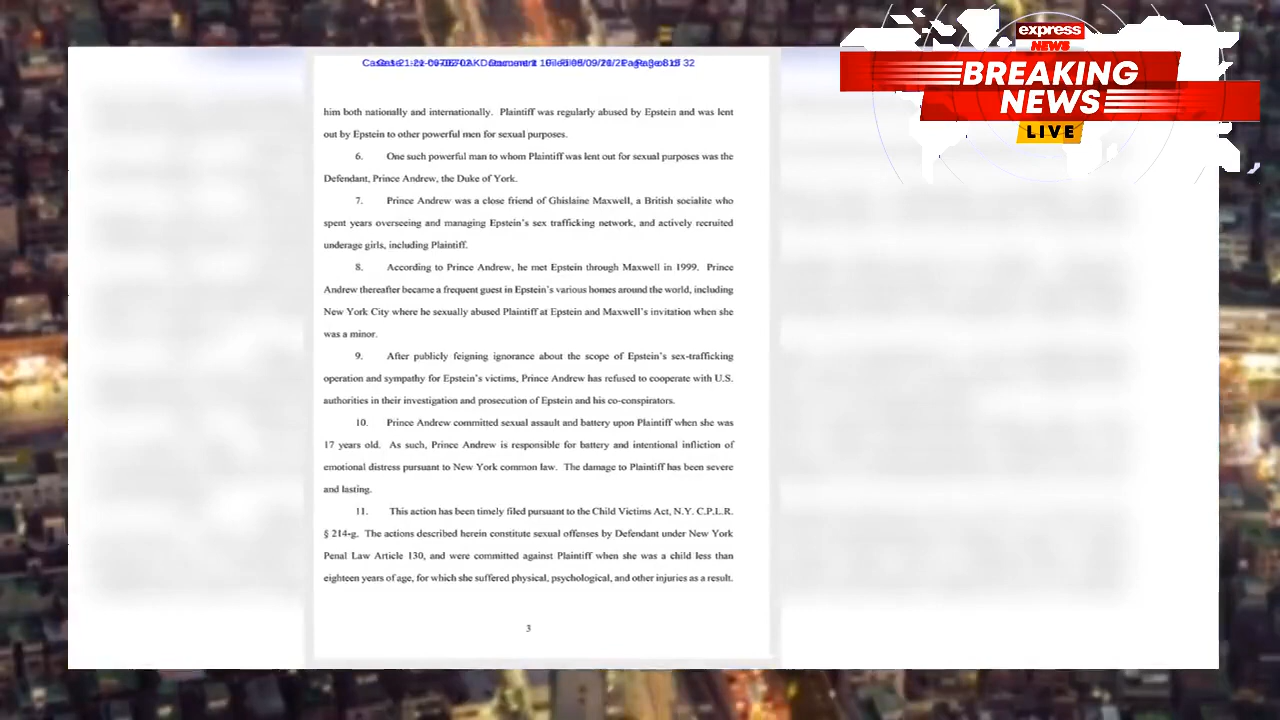 express
NEWS
BREAKING
NEWS
LIVE
him both nationally and internationally. Plaintiff was regularly abused by Epstein and was lent
out by Epstein to other powerful men for sexual purposes.
6. One such powerful man to whom Plaintiff was lent out for sexual purposes was the
Defendant, Prince Andrew, the Duke of York.
7. Prince Andrew was a close friend of Ghislaine Maxwell, a British socialite who
spent years overseeing and managing Epstein's sex trafficking network, and actively recruited
underage girls, including Plaintiff.
8. According to Prince Andrew, he met Epstein through Maxwell in 1999. Prince
Andrew thereafter became a frequent guest in Epstein's various homes around the world, including
New York City where he sexually abused Plaintiff at Epstein and Maxwell's invitation when she
was a minor.
9. After publicly feigning ignorance about the scope of Epstein's sex-trafficking
operation and sympathy for Epstein's victims, Prince Andrew has refused to cooperate with U.S.
authorities in their investigation and prosecution of Epstein and his co-conspirators.
10. Prince Andrew committed sexual assault and battery upon Plaintiff when she was
17 years old. As such, Prince Andrew is responsible for battery and intentional infliction of
emotional distress pursuant to New York common law. The damage to Plaintiff has been severe
and lasting.
11. This action has been timely filed pursuant to the Child Victims Act, N.Y. C.P.L.R.
§ 214-g. The actions described herein constitute sexual offenses by Defendant under New York
Penal Law Article 130, and were committed against Plaintiff when she was a child less than
eighteen years of age, for which she suffered physical, psychological, and other injuries as a result.
3